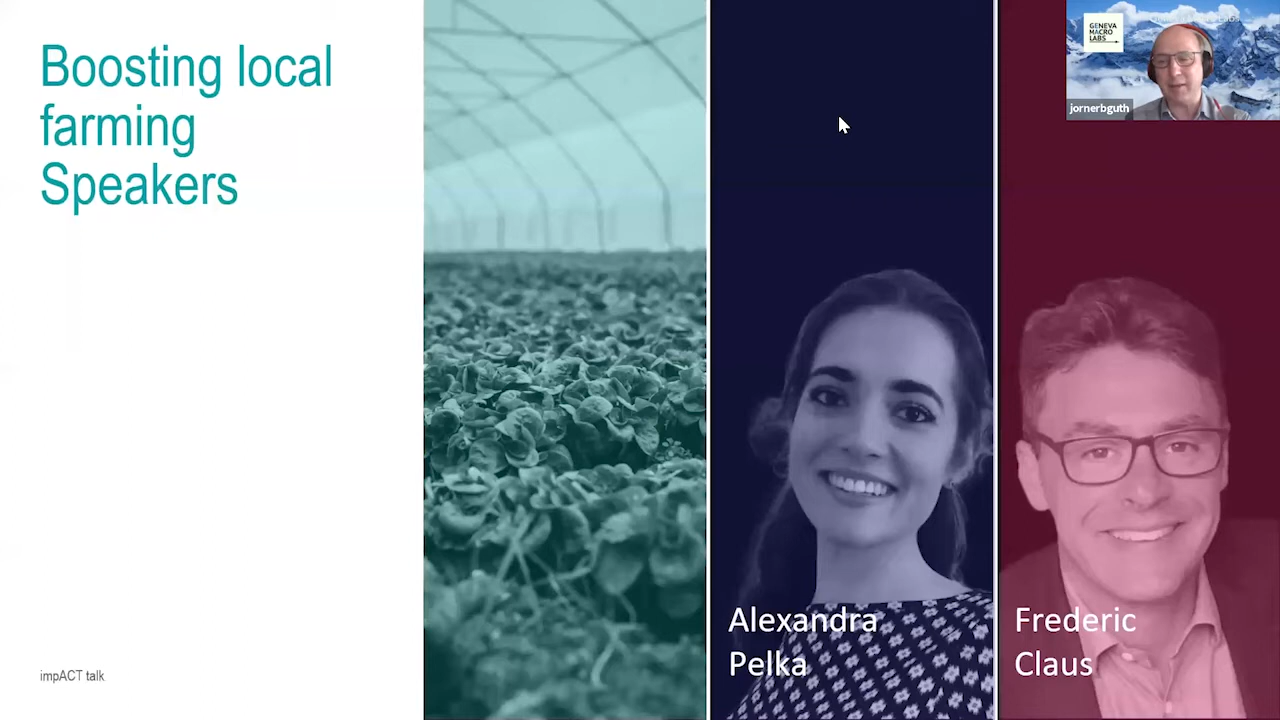 Boosting local
farming
Speakers
GENEVA
MACRO
LABS
jornerbguth
Alexandra
Pelka
Frederic
Claus
impACT talk